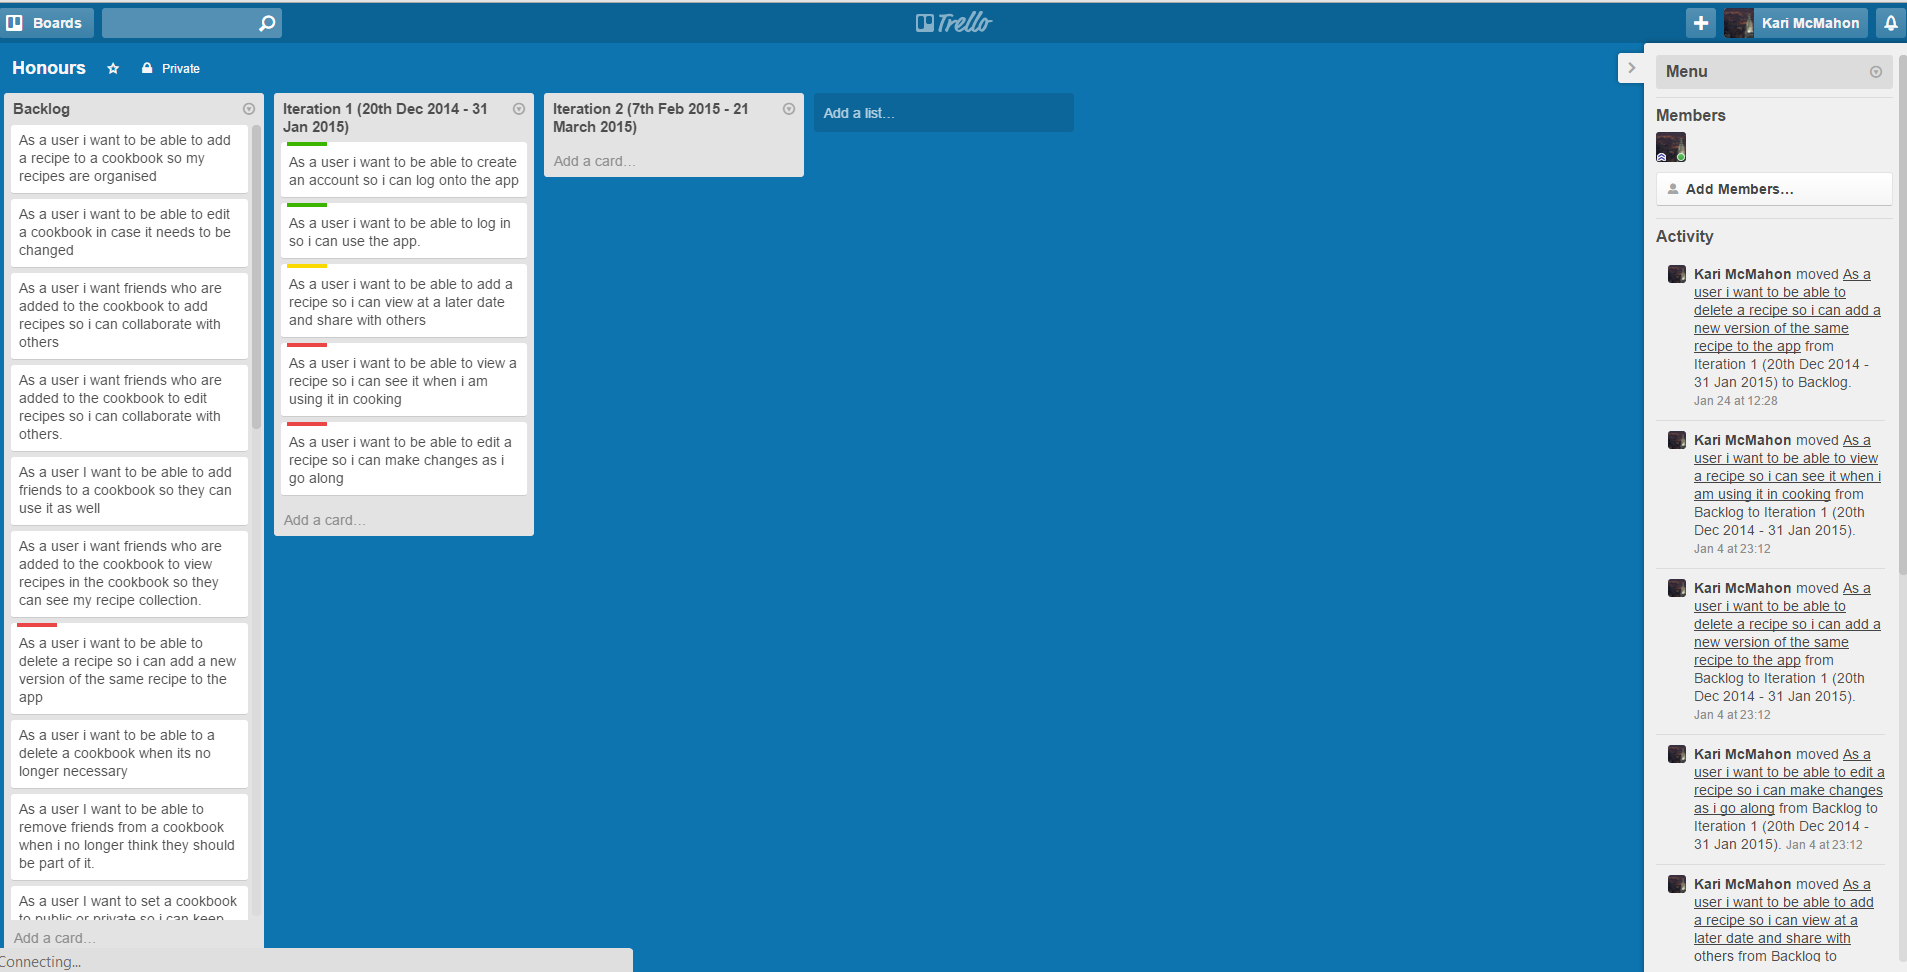 Boards
Trello
Kari McMahon
Honours
Private
Backlog
As a user i want to be able to add
a recipe to a cookbook so my
recipes are organised
As a user i want to be able to edit
a cookbook in case it needs to be
changed
As a user i want friends who are
added to the cookbook to add
recipes so i can collaborate with
others
As a user i want friends who are
added to the cookbook to edit
recipes so i can collaborate with
others.
As a user I want to be able to add
friends to a cookbook so they can
use it as well
As a user i want friends who are
added to the cookbook to view
recipes in the cookbook so they
can see my recipe collection.
As a user i want to be able to
delete a recipe so i can add a new
version of the same recipe to the
app
As a user i want to be able to a
delete a cookbook when its no
longer necessary
As a user I want to be able to
remove friends from a cookbook
when i no longer think they should
be part of it.
As a user I want to set a cookbook
to public or private so i can keep
Add a card...
Connecting...
Iteration 1 (20th Dec 2014 - 31
Jan 2015)
As a user i want to be able to create
an account so i can log onto the app
As a user i want to be able to log in
so i can use the app.
As a user i want to be able to add a
recipe so i can view at a later date
and share with others
As a user i want to be able to view a
recipe so i can see it when i am
using it in cooking
As a user i want to be able to edit a
recipe so i can make changes as i
go along
Add a card...
Iteration 2 (7th Feb 2015 - 21
March 2015)
Add a card...
Add a list...
Menu
Members
Add Members...
Activity
Kari McMahon moved As a
user i want to be able to
delete a recipe so i can add a
new version of the same
recipe to the app from
Iteration 1 (20th Dec 2014 -
31 Jan 2015) to Backlog.
Jan 24 at 12:28
Kari McMahon moved As a
user i want to be able to view
a recipe so i can see it when i
am using it in cooking from
Backlog to Iteration 1 (20th
Dec 2014 - 31 Jan 2015).
Jan 4 at 23:12
Kari McMahon moved As a
user i want to be able to
delete a recipe so i can add a
new version of the same
recipe to the app from
Backlog to Iteration 1 (20th
Dec 2014 - 31 Jan 2015).
Jan 4 at 23:12
Kari McMahon moved As a
user i want to be able to edit a
recipe so i can make changes
as i go along from Backlog to
Iteration 1 (20th Dec 2014 -
31 Jan 2015). Jan 4 at 23:12
Kari McMahon moved As a
user i want to be able to add
a recipe so i can view at a
later date and share with
others from Backlog to